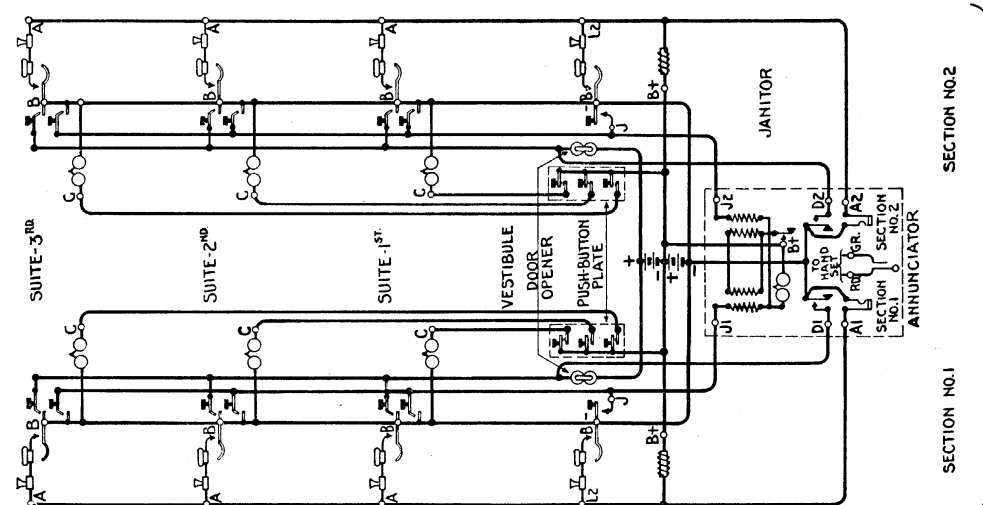 A
A
A
L2
B
B
B
B-
J
B+
C
C
C
JANITOR
SECTION NO.2
SUITE-3RD.
SUITE-2ND.
SUITE-1ST.
VESTIBULE
DOOR
OPENER
PUSH-BUTTON
PLATE
+
-
+
-
J2
D2
A2
B+
TO
HAND
SET
RD.
GR.
SECTION
NO.2
SECTION
NO.1
ANNUNCIATOR
J1
D1
A1
C
C
C
B
B
B
B-
J
B+
A
A
A
L2
SECTION NO.1